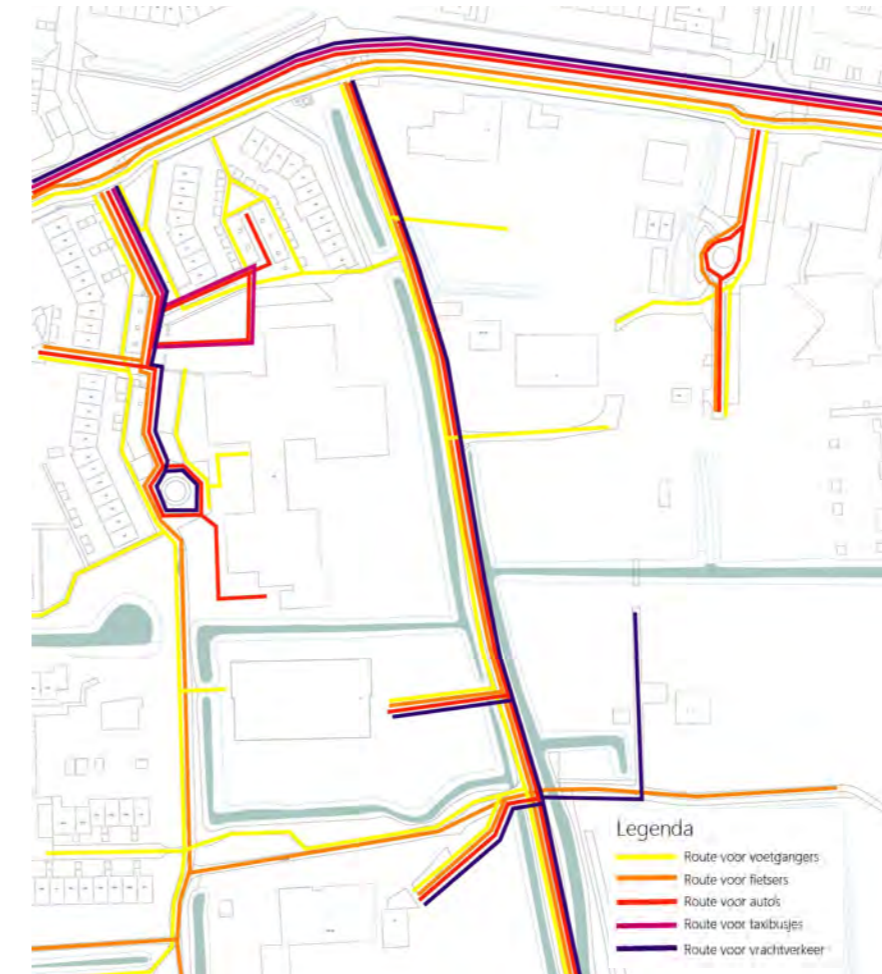 Legenda
Route voor voetgangers
Route voor fietsers
Route voor auto's
Route voor taxibusjes
Route voor vrachtverkeer